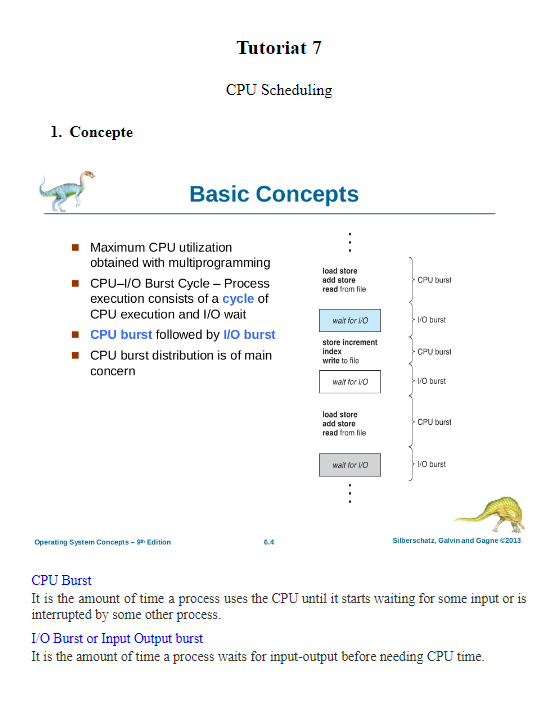 Tutoriat 7
CPU Scheduling
1. Concepte
Basic Concepts
Maximum CPU utilization
obtained with multiprogramming
CPU–I/O Burst Cycle – Process
execution consists of a cycle of
CPU execution and I/O wait
CPU burst followed by I/O burst
CPU burst distribution is of main
concern
load store
add store
read from file
CPU burst
wait for I/O
I/O burst
store increment
index
write to file
CPU burst
wait for I/O
I/O burst
load store
add store
read from file
CPU burst
wait for I/O
I/O burst
Operating System Concepts – 9th Edition
6.4
Silberschatz, Galvin and Gagne ©2013
CPU Burst
It is the amount of time a process uses the CPU until it starts waiting for some input or is
interrupted by some other process.
I/O Burst or Input Output burst
It is the amount of time a process waits for input-output before needing CPU time.